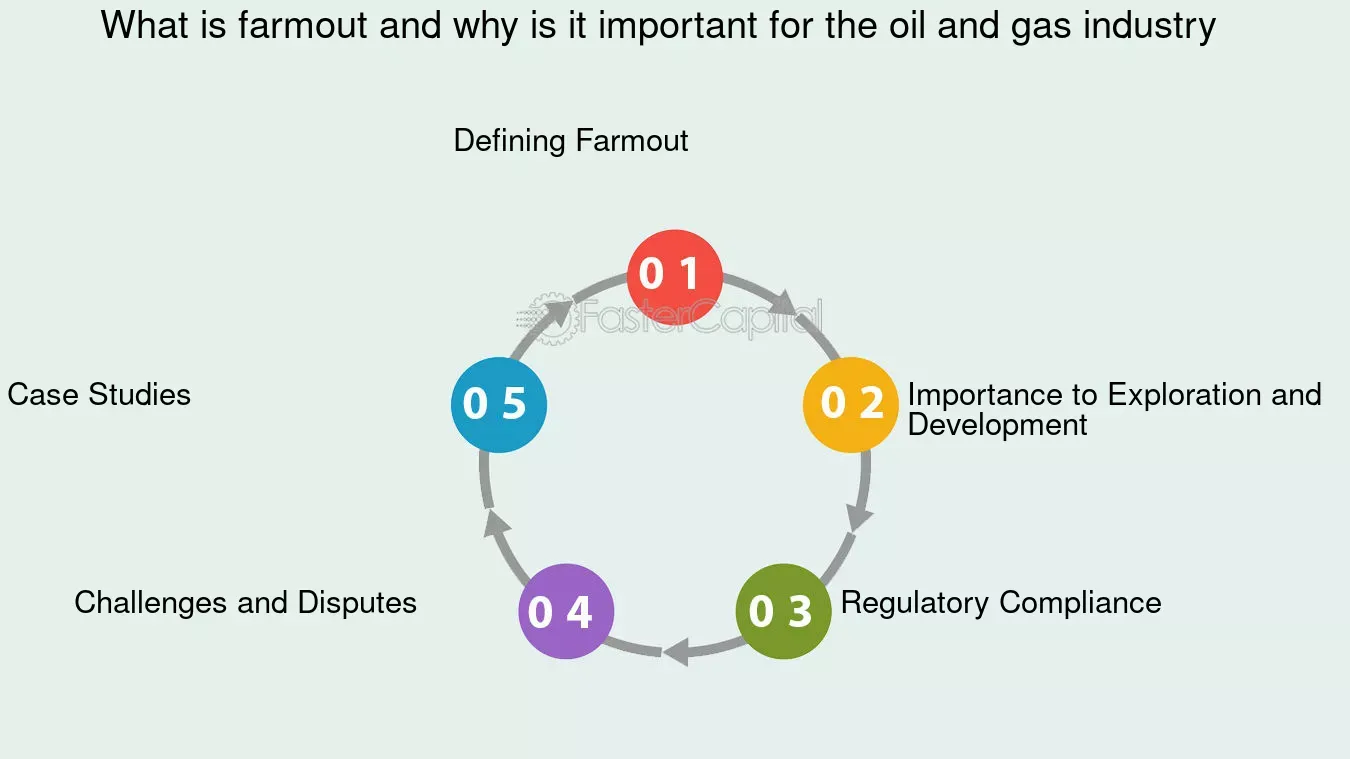 What is farmout and why is it important for the oil and gas industry
Defining Farmout
0 1
FasterCapital
Case Studies
0 5
0 2
Importance to Exploration and
Development
Challenges and Disputes
0 4
0 3
Regulatory Compliance